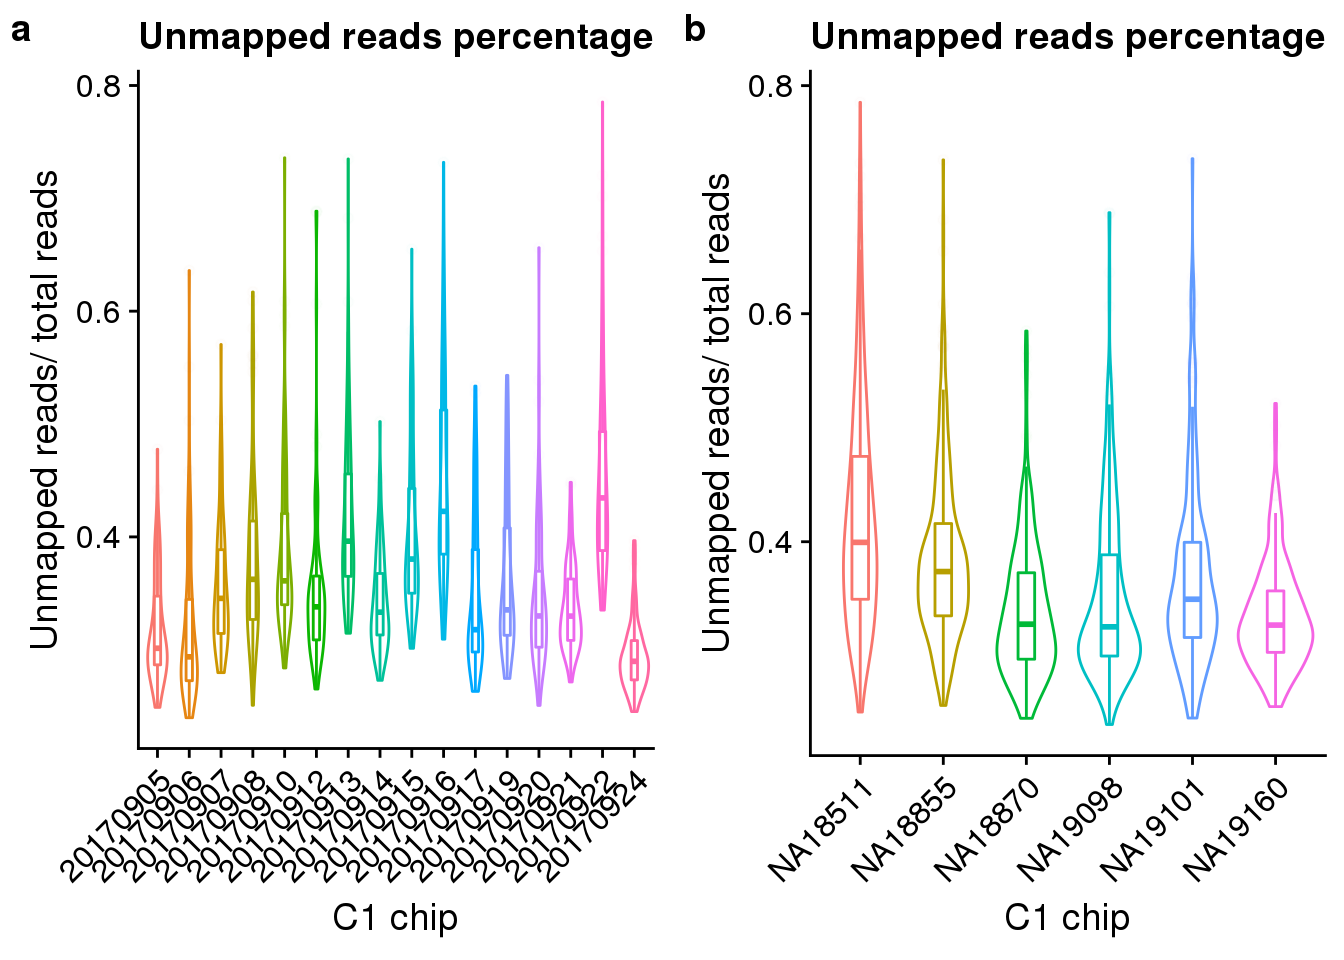 a
Unmapped reads percentage
Unmapped reads/ total reads
0.8
0.6
0.4
20170905
20170906
20170907
20170908
20170910
20170912
20170913
20170914
20170915
20170916
20170917
20170919
20170920
20170921
20170922
20170924
C1 chip
b
Unmapped reads percentage
Unmapped reads/ total reads
0.8
0.6
0.4
NA18511
NA18855
NA18870
NA19098
NA19101
NA19160
C1 chip